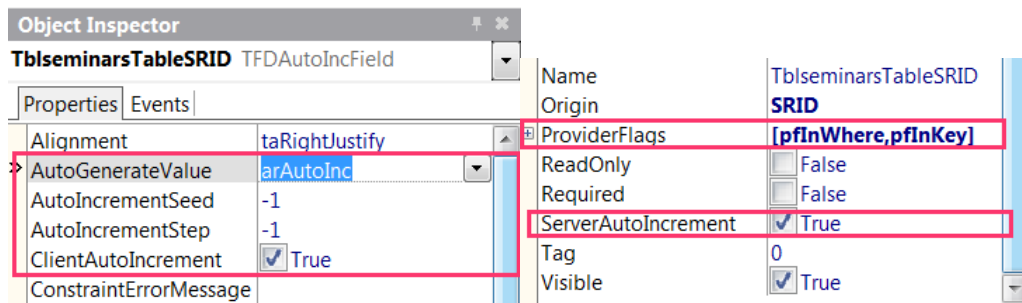 Object Inspector
TblseminarsTableSRID TFDAutoIncField
Properties Events
Alignment taRightJustify
AutoGenerateValue arAutoInc
AutoIncrementSeed -1
AutoIncrementStep -1
ClientAutoIncrement True
ConstraintErrorMessage
Name TblseminarsTableSRID
Origin SRID
ProviderFlags [pfInWhere,pfInKey]
ReadOnly False
Required False
ServerAutoIncrement True
Tag 0
Visible True